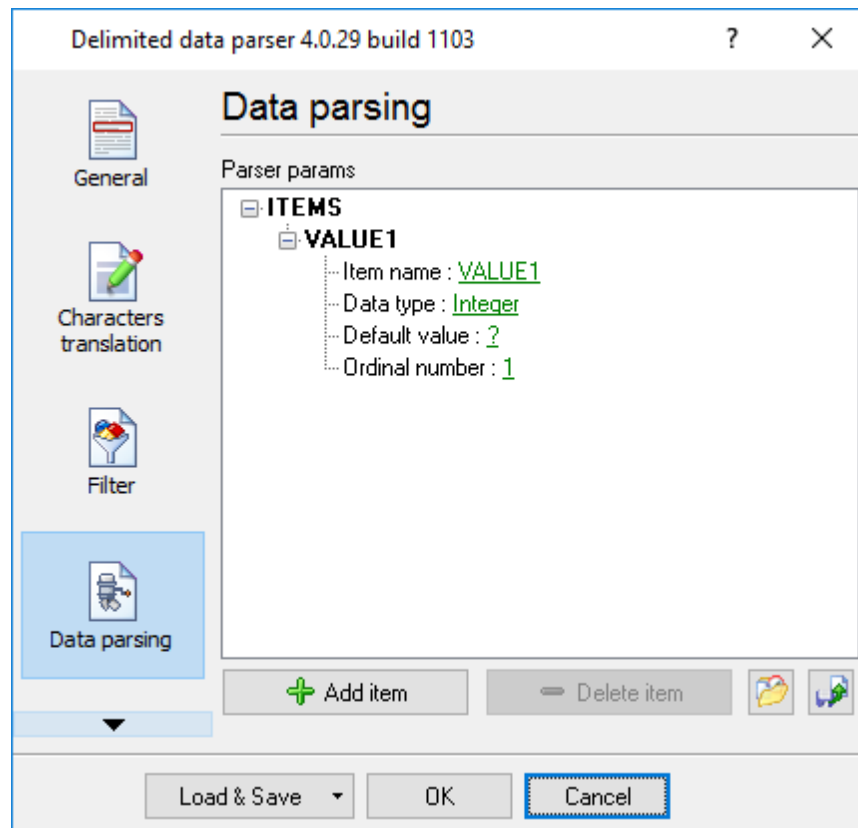 Delimited data parser 4.0.29 build 1103 ?
General
Characters
translation
Filter
Data parsing
Data parsing
Parser params
ITEMS
VALUE1
Item name : VALUE1
Data type : Integer
Default value : ?
Ordinal number : 1
Add item Delete item
Load & Save OK Cancel